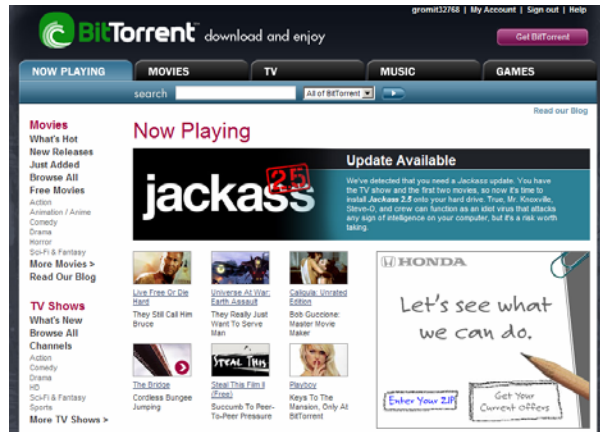 gromit32768 | My Account | Sign out | Help
BitTorrent download and enjoy
Get BitTorrent
NOW PLAYING
MOVIES
TV
MUSIC
GAMES
search
All of BitTorrent
Read our Blog
Movies
What's Hot
New Releases
Just Added
Browse All
Free Movies
Action
Animation / Anime
Comedy
Drama
Horror
Sci-Fi & Fantasy
More Movies >
Read Our Blog
TV Shows
What's New
Browse All
Channels
Action
Comedy
Drama
HD
Sci-Fi & Fantasy
Sports
More TV Shows >
Now Playing
jackass 2.5
Update Available
We've detected that you need a Jackass update. You have
the TV show and the first two movies, so now it's time to
install Jackass 2.5 onto your hard drive. True, Mr. Knoxville,
Steve-O, and crew can function as an idiot virus that attacks
any sign of intelligence on your computer, but it's a risk worth
taking.
Live Free Or Die
Hard
They Still Call Him
Bruce
Universe At War:
Earth Assault
They Really Just
Want To Serve
Man
Caligula: Unrated
Edition
Bob Guccione:
Master Movie
Maker
The Bridge
Cordless Bungee
Jumping
STEAL THIS
Steal This Film II
(Free)
Succumb To Peer-
To-Peer Pressure
Playboy
Keys To The
Mansion, Only At
BitTorrent
HONDA
Let's see what
we can do.
Enter Your ZIP
Get Your
Current Offers